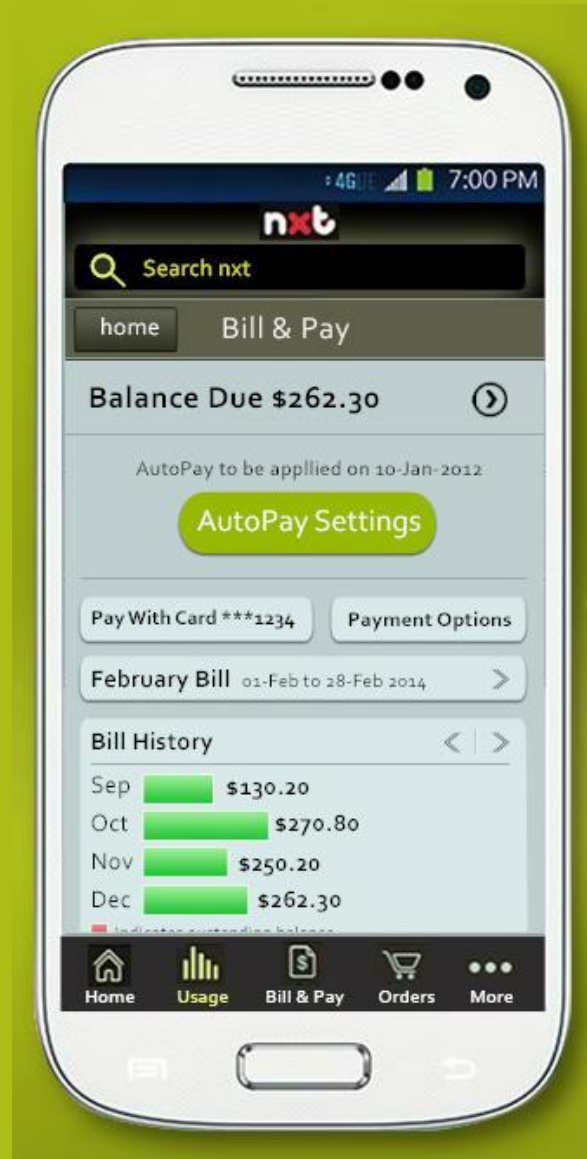 4G LTE 7:00 PM
nxt
Search nxt
home Bill & Pay
Balance Due $262.30
AutoPay to be appllied on 10-Jan-2012
AutoPay Settings
Pay With Card ***1234 Payment Options
February Bill 01-Feb to 28-Feb 2014
Bill History
Sep $130.20
Oct $270.80
Nov $250.20
Dec $262.30
Home Usage Bill & Pay Orders More